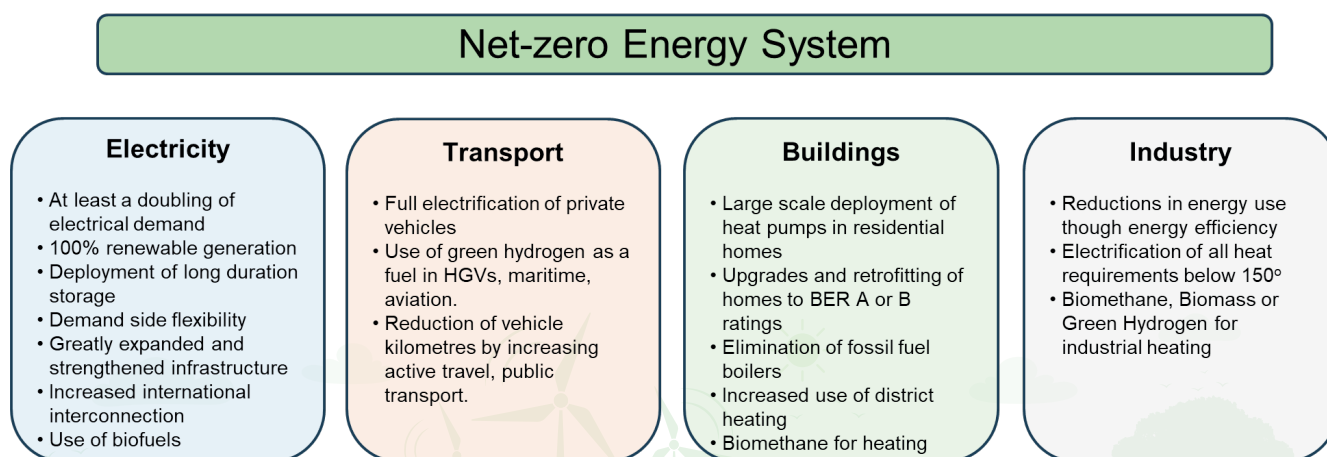 Net-zero Energy System
Electricity
• At least a doubling of
electrical demand
• 100% renewable generation
• Deployment of long duration
storage
• Demand side flexibility
• Greatly expanded and
strengthened infrastructure
• Increased international
interconnection
• Use of biofuels
Transport
• Full electrification of private
vehicles
• Use of green hydrogen as a
fuel in HGVs, maritime,
aviation.
• Reduction of vehicle
kilometres by increasing
active travel, public
transport.
Buildings
• Large scale deployment of
heat pumps in residential
homes
• Upgrades and retrofitting of
homes to BER A or B
ratings
• Elimination of fossil fuel
boilers
• Increased use of district
heating
• Biomethane for heating
Industry
• Reductions in energy use
though energy efficiency
• Electrification of all heat
requirements below 150º
• Biomethane, Biomass or
Green Hydrogen for
industrial heating